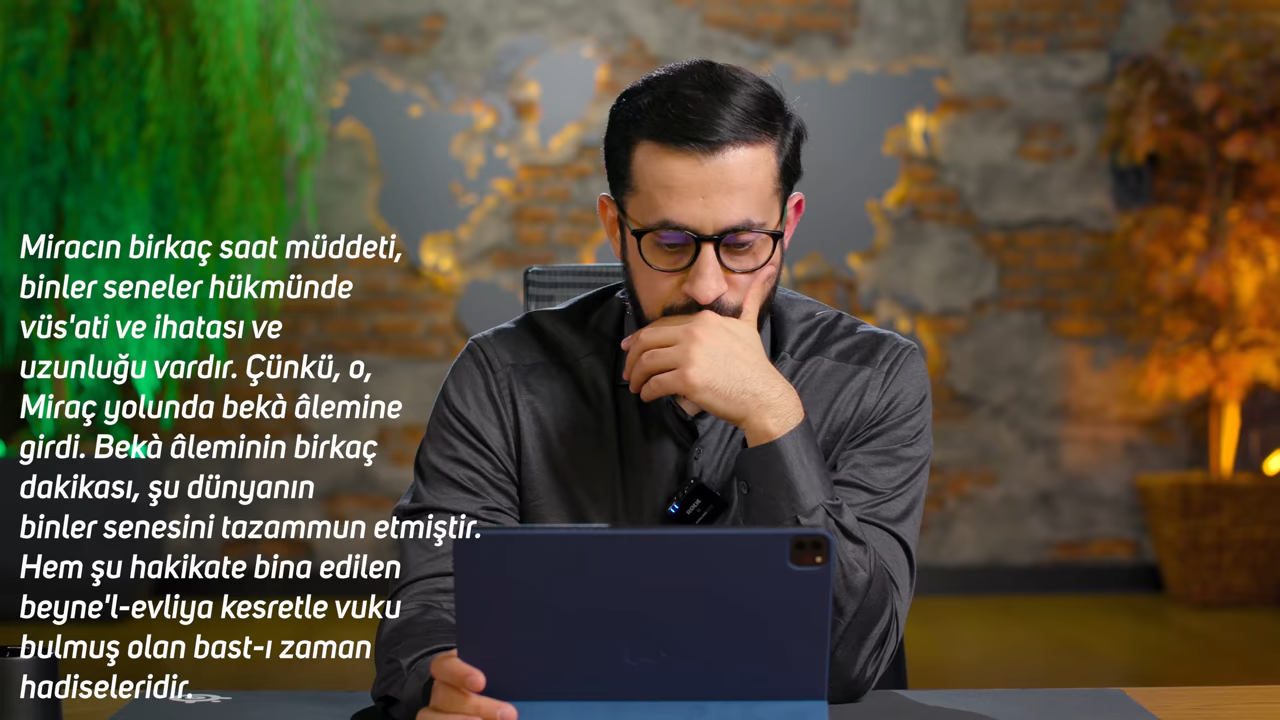 Miracın birkaç saat müddeti,
binler seneler hükmünde
vüs'ati ve ihatası ve
uzunluğu vardır. Çünkü, o,
Miraç yolunda bekà âlemine
girdi. Bekà âleminin birkaç
dakikası, şu dünyanın
binler senesini tazammun etmiştir.
Hem şu hakikate bina edilen
beyne'l-evliya kesretle vuku
bulmuş olan bast-ı zaman
hadiseleridir.